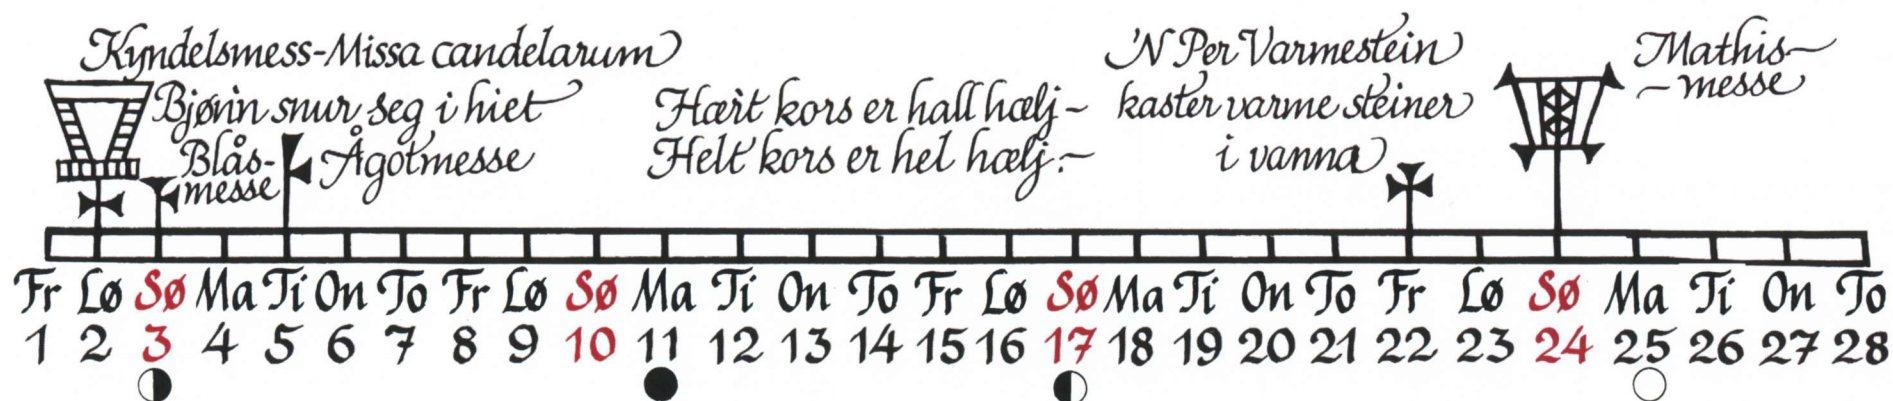 Kyndelsmess-Missa candelarum
Bjønn snur seg i hiet
Blås-
messe
Ågotmesse
Hært kors er hall hælj ~
Helt kors er hel hælj. ~
'N Per Varmestein
kaster varme steiner
i vanna
Mathis~
~messe
Fr Lø Sø Ma Ti On To Fr Lø Sø Ma Ti On To Fr Lø Sø Ma Ti On To Fr Lø Sø Ma Ti On To
1 2 3 4 5 6 7 8 9 10 11 12 13 14 15 16 17 18 19 20 21 22 23 24 25 26 27 28